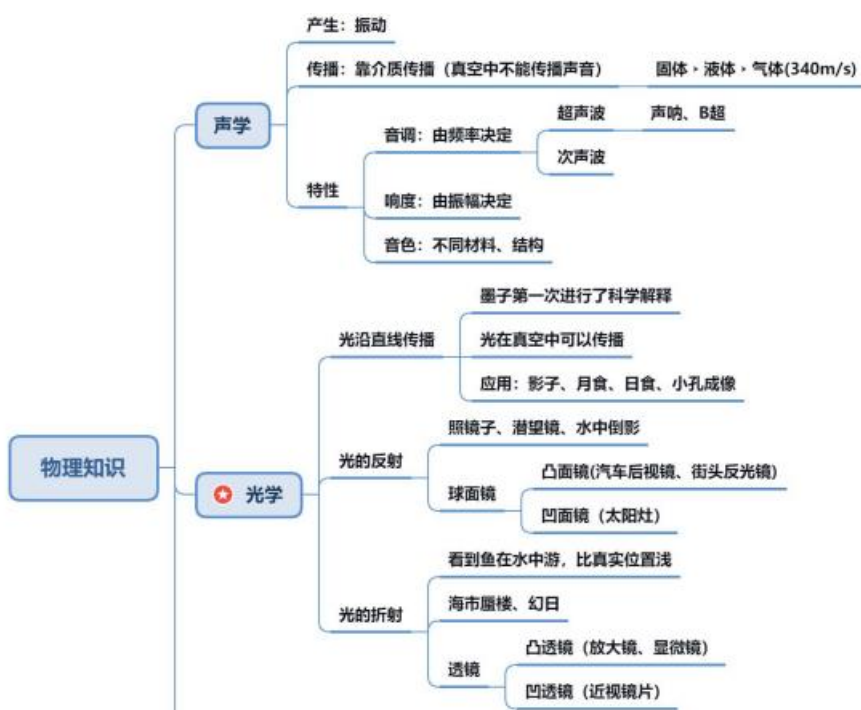 产生：振动
传播：靠介质传播（真空中不能传播声音）
固体＞液体＞气体(340m/s)
声学
超声波
声呐、B超
音调：由频率决定
次声波
特性
响度：由振幅决定
音色：不同材料、结构
墨子第一次进行了科学解释
光沿直线传播
光在真空中可以传播
应用：影子、月食、日食、小孔成像
物理知识
照镜子、潜望镜、水中倒影
光的反射
凸面镜(汽车后视镜、街头反光镜)
光学
球面镜
凹面镜（太阳灶）
看到鱼在水中游，比真实位置浅
光的折射
海市蜃楼、幻日
凸透镜（放大镜、显微镜）
透镜
凹透镜（近视镜片）